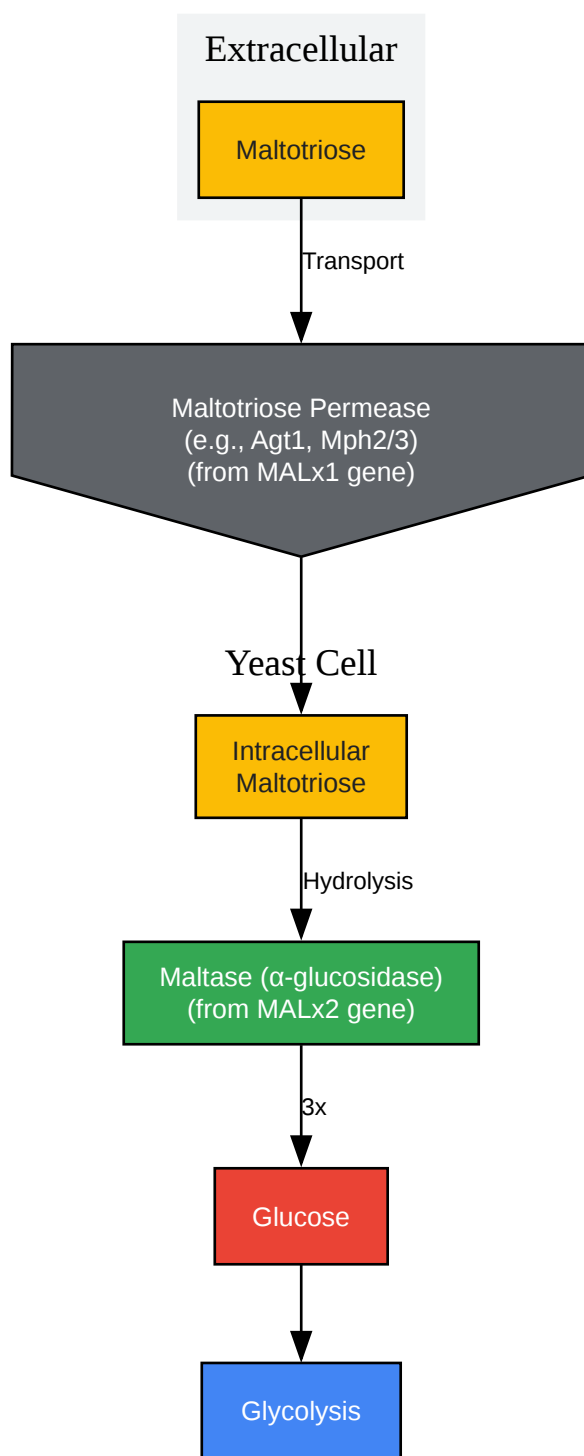 Extracellular
Maltotriose
Transport
Maltotriose Permease
(e.g., Agt1, Mph2/3)
(from MALx1 gene)
Yeast Cell
Intracellular
Maltotriose
Hydrolysis
Maltase (α-glucosidase)
(from MALx2 gene)
3x
Glucose
Glycolysis